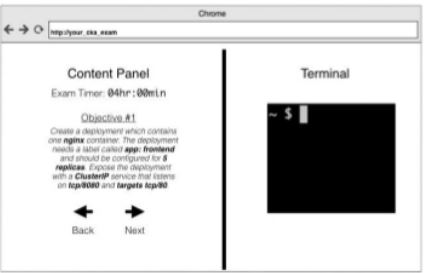 Chrome
http://your_cka_exam
Content Panel
Exam Timer: 04hr:00min
Objective #1
Create a deployment which contains
one nginx container. The deployment
needs a label called app: frontend
and should be configured for 5
replicas. Expose the deployment
with a ClusterIP service that listens
on tcp/8080 and targets tcp/80.
Back Next
Terminal
~ $